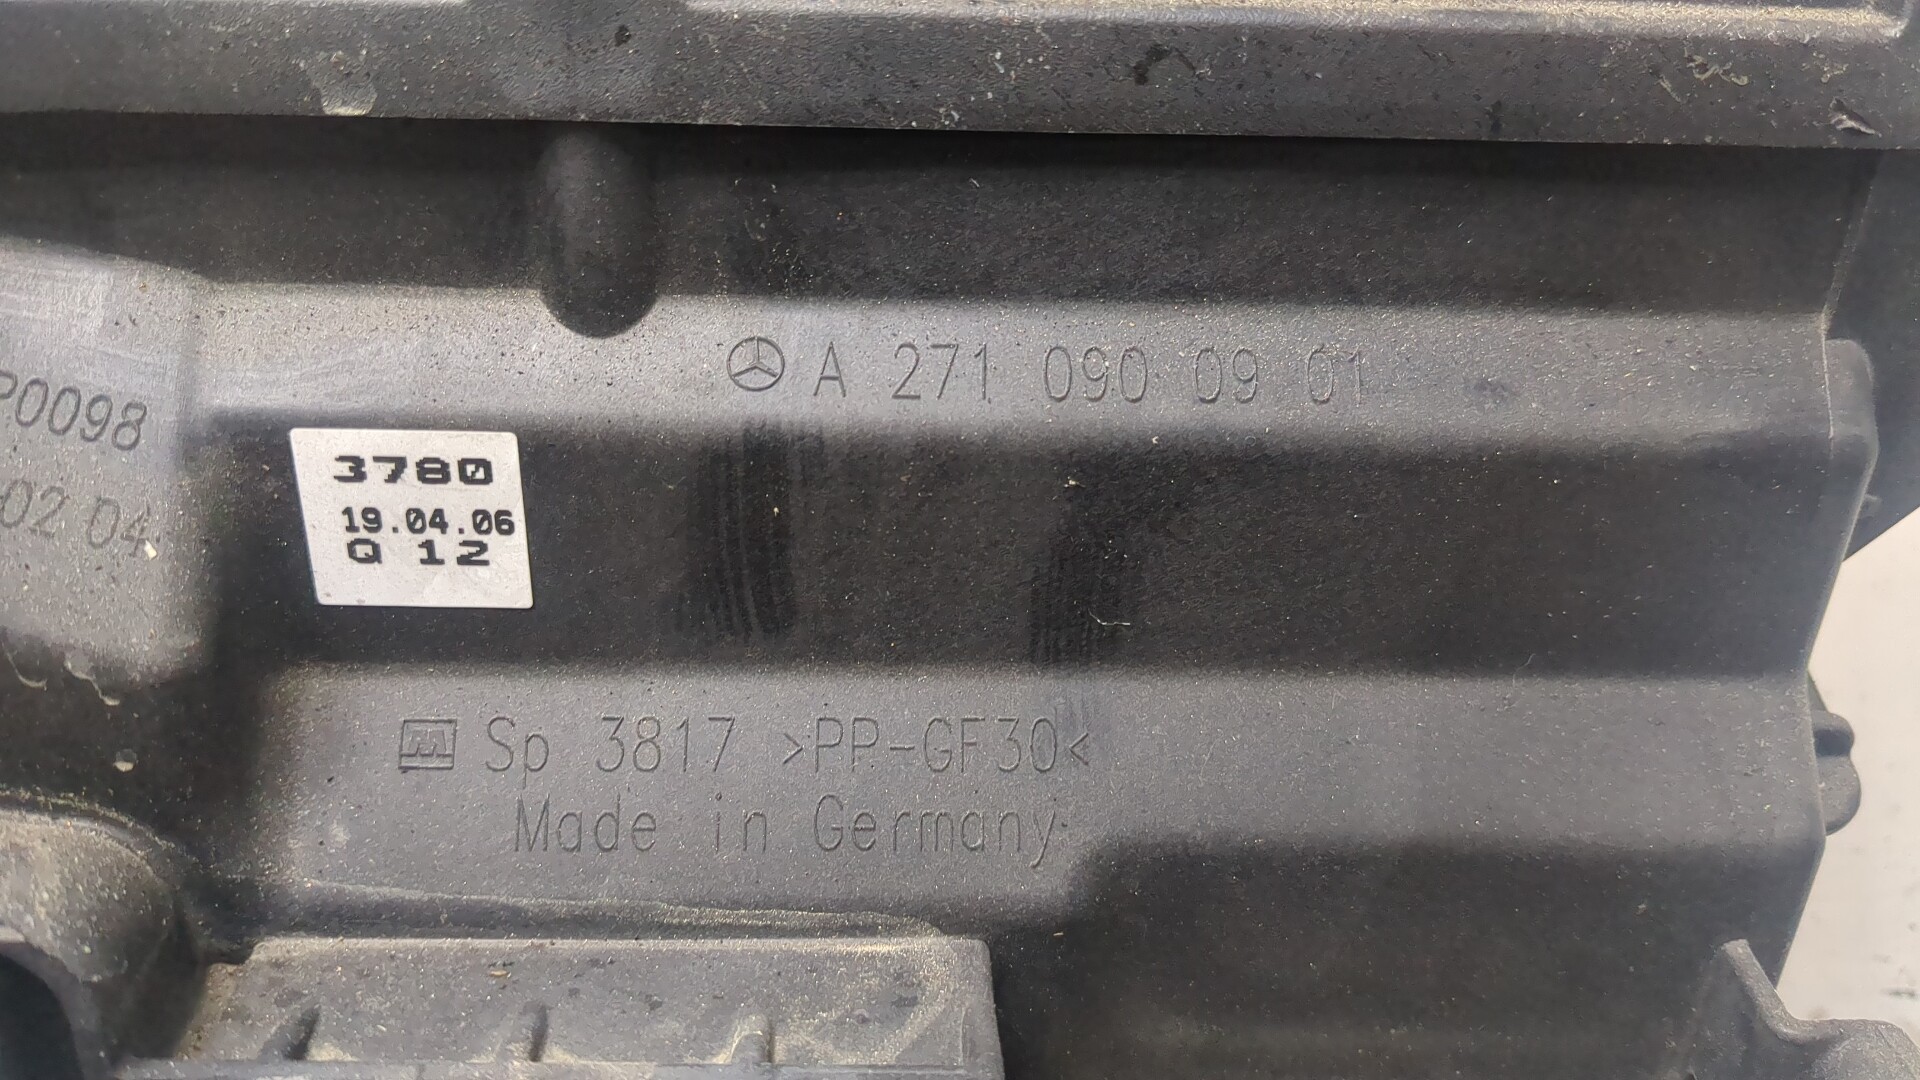 A 271 090 09 01
P0098
02 04
3780
19.04.06
Q 12
Sp 3817 >PP-GF30<
Made in Germany